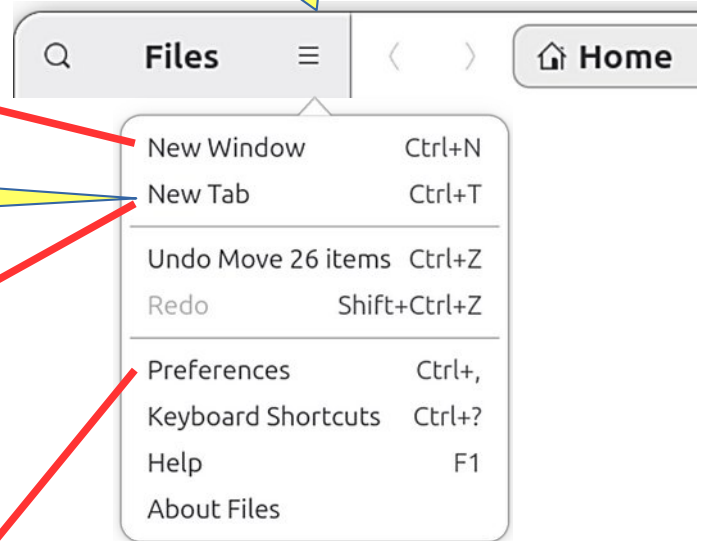 Files Home
New Window Ctrl+N
New Tab Ctrl+T
Undo Move 26 items Ctrl+Z
Redo Shift+Ctrl+Z
Preferences Ctrl+,
Keyboard Shortcuts Ctrl+?
Help F1
About Files